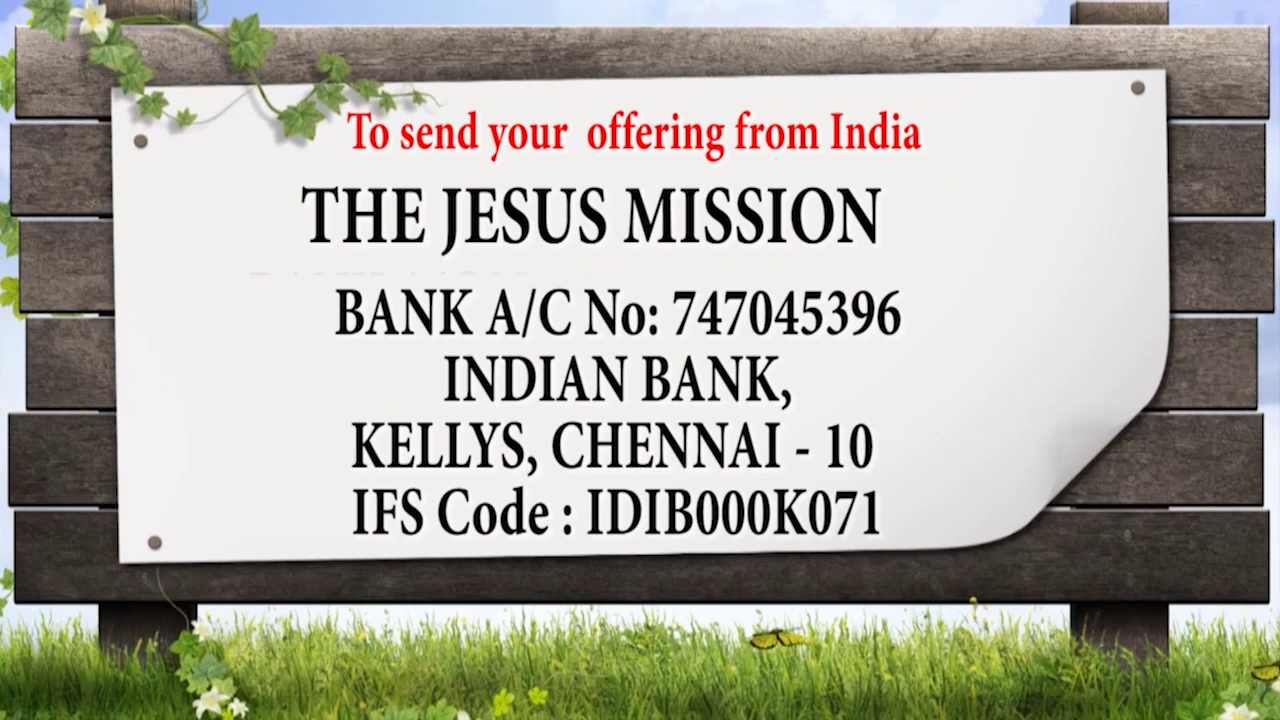 To send your offering from India
THE JESUS MISSION
BANK A/C No: 747045396
INDIAN BANK,
KELLYS, CHENNAI - 10
IFS Code : IDIB000K071